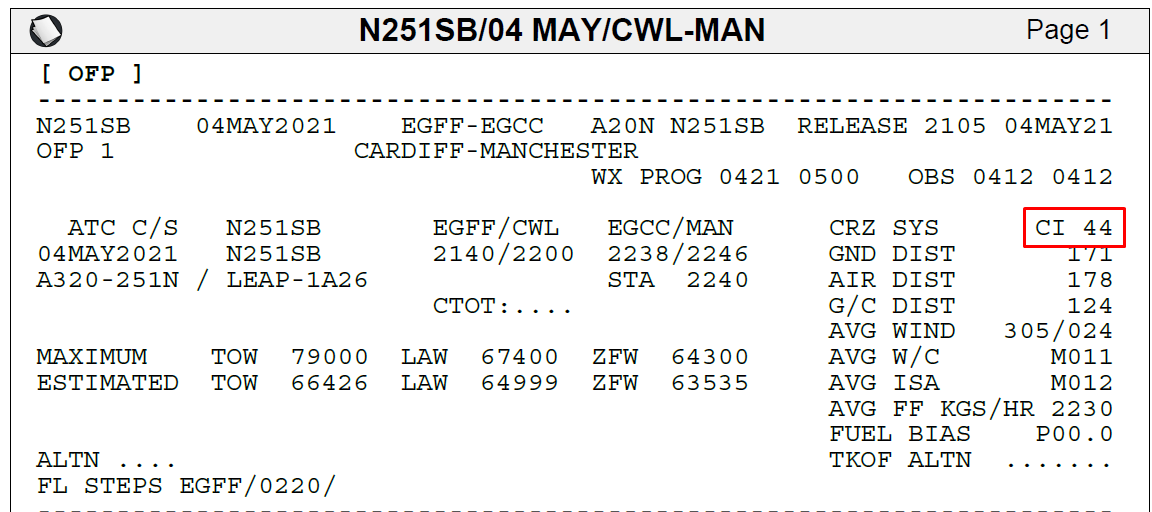 N251SB/04 MAY/CWL-MAN Page 1
[ OFP ]
--------------------------------------------------------------------
N251SB 04MAY2021 EGFF-EGCC A20N N251SB RELEASE 2105 04MAY21
OFP 1 CARDIFF-MANCHESTER
WX PROG 0421 0500 OBS 0412 0412
ATC C/S N251SB EGFF/CWL EGCC/MAN CRZ SYS CI 44
04MAY2021 N251SB 2140/2200 2238/2246 GND DIST 171
A320-251N / LEAP-1A26 STA 2240 AIR DIST 178
CTOT:.... G/C DIST 124
AVG WIND 305/024
MAXIMUM TOW 79000 LAW 67400 ZFW 64300 AVG W/C M011
ESTIMATED TOW 66426 LAW 64999 ZFW 63535 AVG ISA M012
AVG FF KGS/HR 2230
FUEL BIAS P00.0
ALTN .... TKOF ALTN .......
FL STEPS EGFF/0220/
--------------------------------------------------------------------